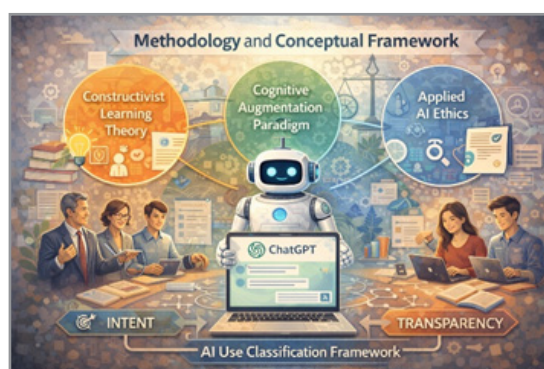 Methodology and Conceptual Framework
Constructivist
Learning
Theory
Cognitive
Augmentation
Paradigm
Applied
AI Ethics
ChatGPT
INTENT
TRANSPARENCY
AI Use Classification Framework